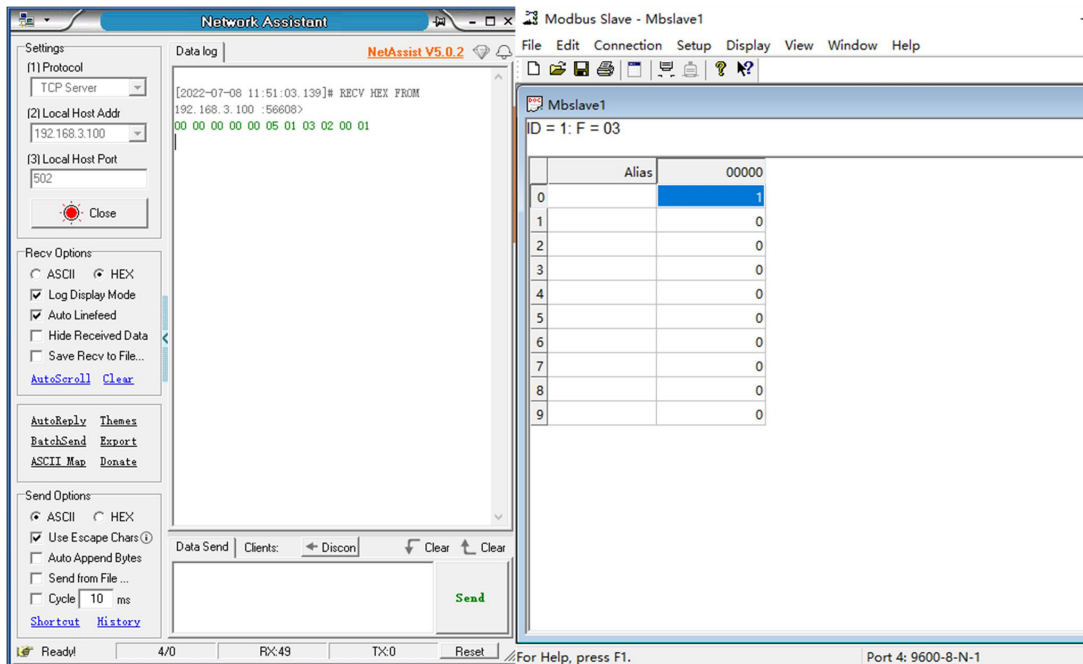 Network Assistant
Settings
(1) Protocol
TCP Server
(2) Local Host Addr
192.168.3.100
(3) Local Host Port
502
Close
Recv Options
ASCII HEX
Log Display Mode
Auto Linefeed
Hide Received Data
Save Recv to File...
AutoScroll Clear
AutoReply Themes
BatchSend Export
ASCII Map Donate
Send Options
ASCII HEX
Use Escape Chars
Auto Append Bytes
Send from File ...
Cycle 10 ms
Shortcut History
Data log NetAssist V5.0.2
[2022-07-08 11:51:03.139]# RECV HEX FROM
192.168.3.100 :56608>
00 00 00 00 00 05 01 03 02 00 01
Data Send Clients: Discon Clear Clear
Send
Ready! 4/0 RX:49 TX:0 Reset
Modbus Slave - Mbslave1
File Edit Connection Setup Display View Window Help
Mbslave1
ID = 1: F = 03
Alias 00000
0 1
1 0
2 0
3 0
4 0
5 0
6 0
7 0
8 0
9 0
For Help, press F1. Port 4: 9600-8-N-1